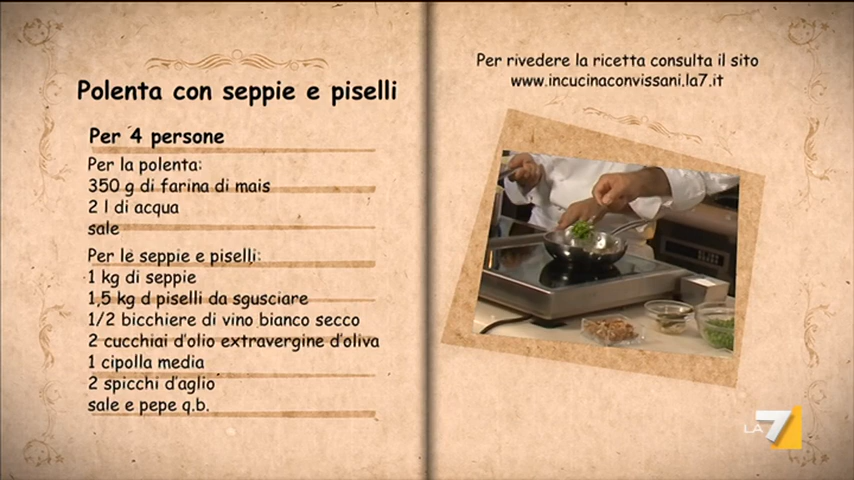 Polenta con seppie e piselli
Per 4 persone
Per la polenta:
350 g di farina di mais
2 l di acqua
sale
Per le seppie e piselli:
1 kg di seppie
1,5 kg d piselli da sgusciare
1/2 bicchiere di vino bianco secco
2 cucchiai d'olio extravergine d'oliva
1 cipolla media
2 spicchi d'aglio
sale e pepe q.b.
Per rivedere la ricetta consulta il sito
www.incucinaconvissani.la7.it
LA7